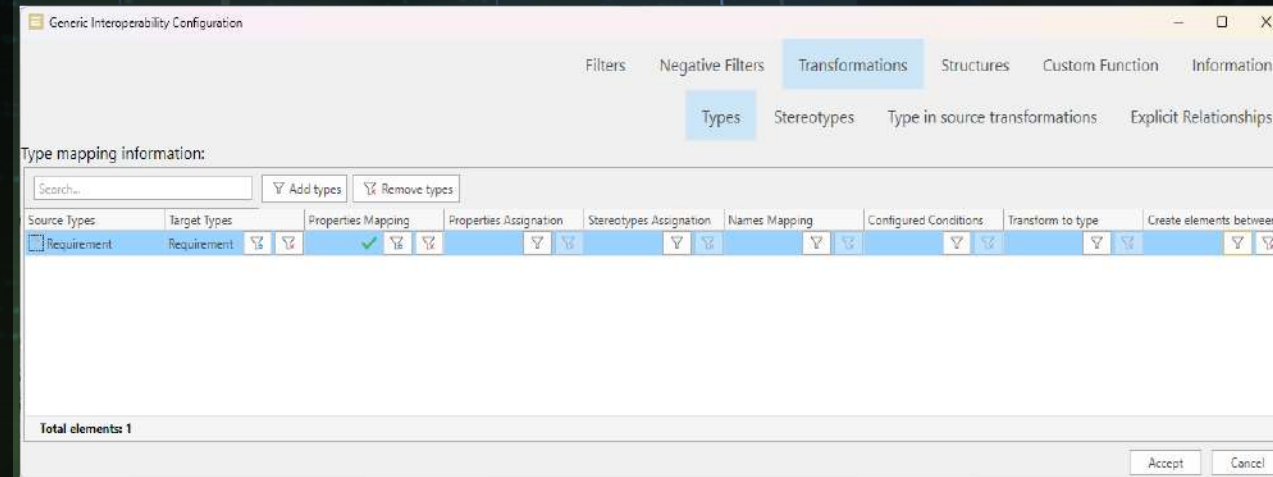 Generic Interoperability Configuration
Filters Negative Filters Transformations Structures Custom Function Information
Types Stereotypes Type in source transformations Explicit Relationships
Type mapping information:
Search... Add types Remove types
Source Types Target Types Properties Mapping Properties Assignation Stereotypes Assignation Names Mapping Configured Conditions Transform to type Create elements between
Requirement Requirement
Total elements: 1
Accept Cancel